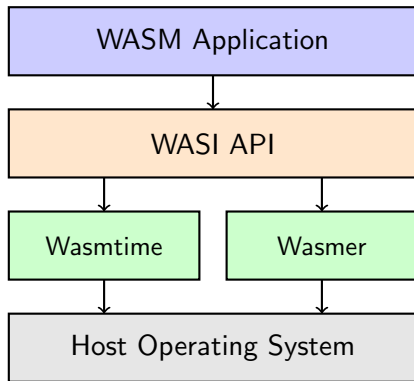 WASM Application
WASI API
Wasmtime
Wasmer
Host Operating System